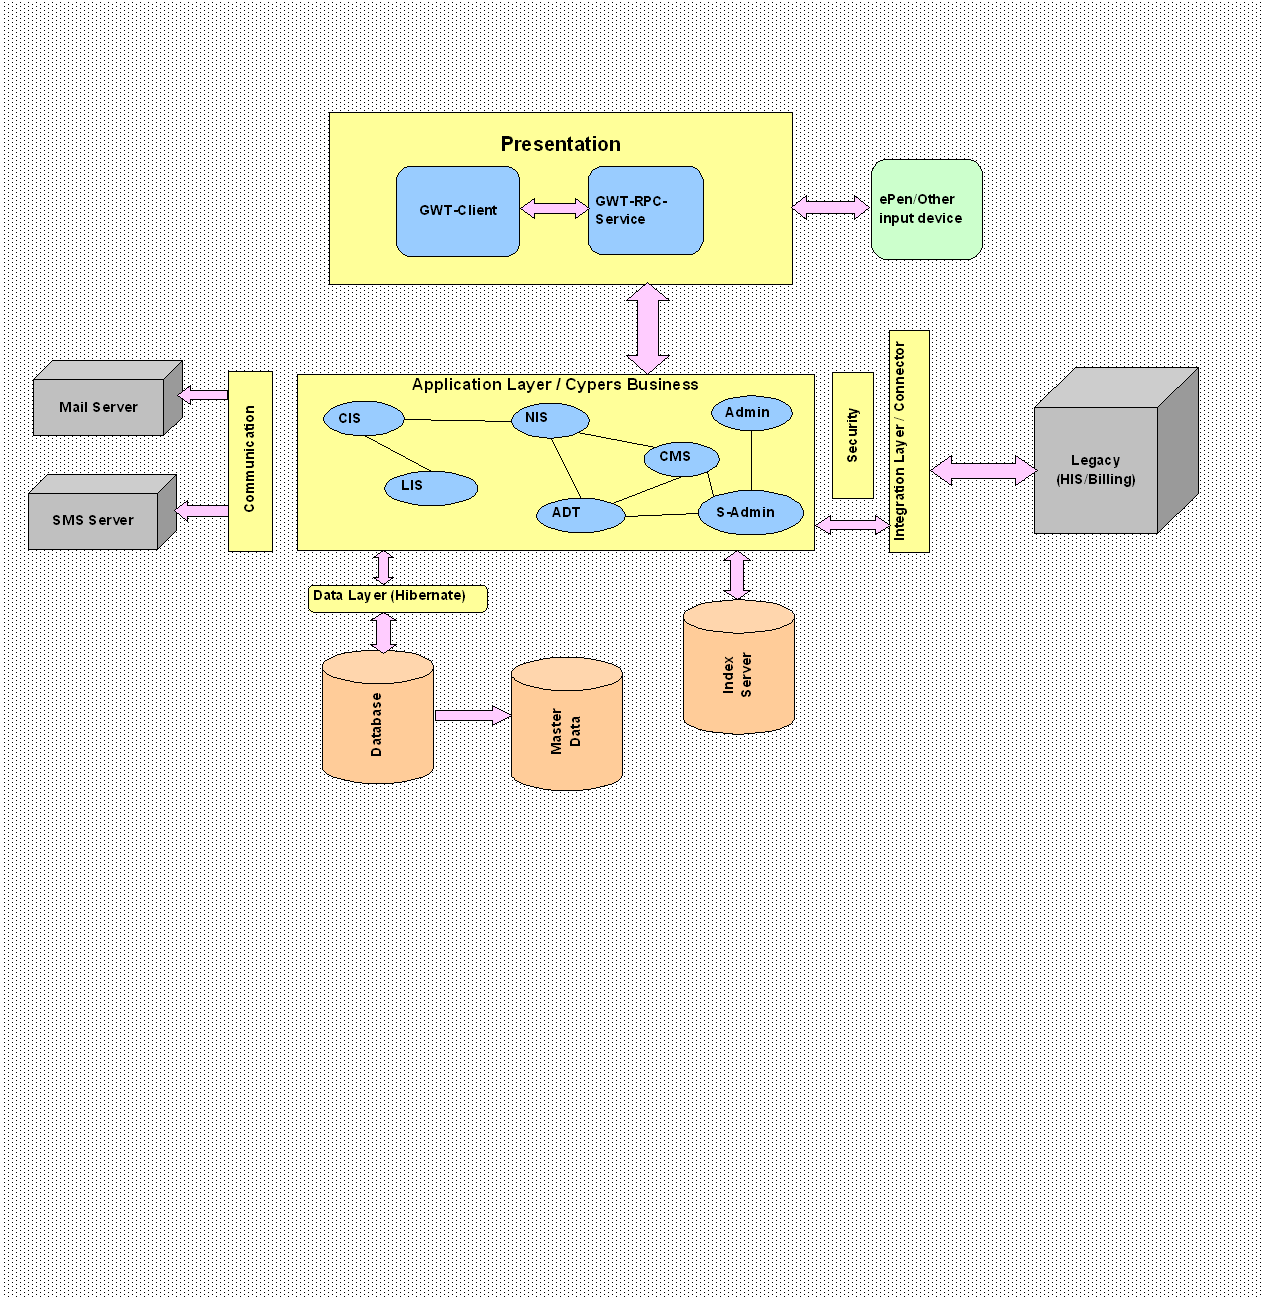 Presentation
GWT-Client
GWT-RPC-
Service
ePen/Other
input device
Application Layer / Cypers Business
CIS
NIS
Admin
CMS
LIS
ADT
S-Admin
Mail Server
SMS Server
Communication
Security
Integration Layer / Connector
Legacy
(HIS/Billing)
Data Layer (Hibernate)
Database
Master
Data
Index
Server